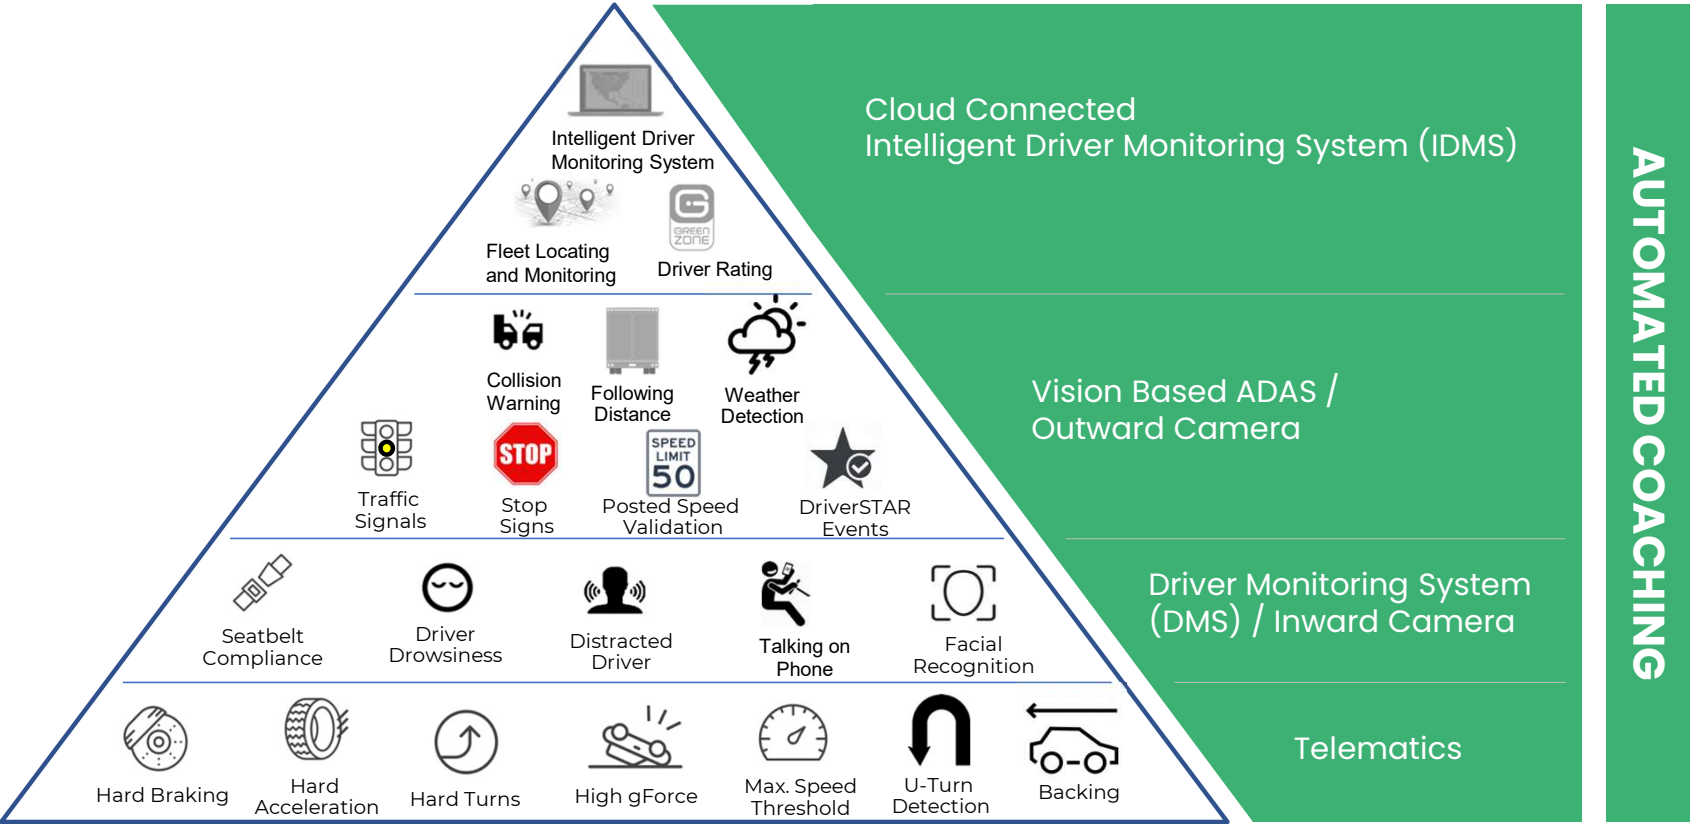 Intelligent Driver
Monitoring System
Fleet Locating
and Monitoring
G
GREEN
ZONE
Driver Rating
Cloud Connected
Intelligent Driver Monitoring System (IDMS)
Collision
Warning
Following
Distance
Weather
Detection
Traffic
Signals
STOP
Stop
Signs
SPEED
LIMIT
50
Posted Speed
Validation
DriverSTAR
Events
Vision Based ADAS /
Outward Camera
Seatbelt
Compliance
Driver
Drowsiness
Distracted
Driver
Talking on
Phone
Facial
Recognition
Driver Monitoring System
(DMS) / Inward Camera
Hard Braking
Hard
Acceleration
Hard Turns
High gForce
Max. Speed
Threshold
U-Turn
Detection
Backing
Telematics
AUTOMATED COACHING